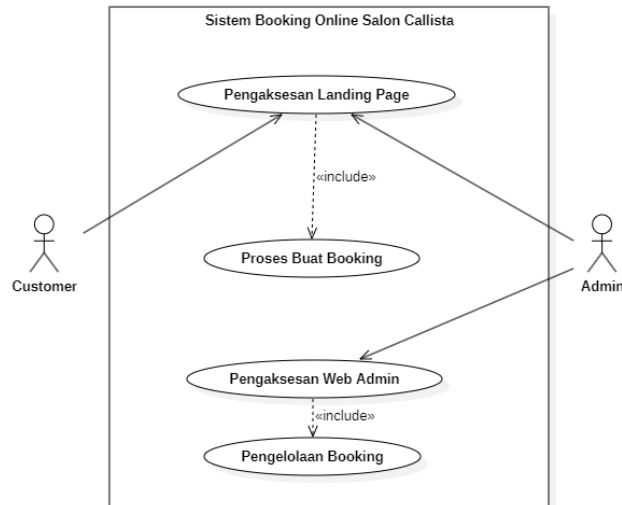 Sistem Booking Online Salon Callista
Pengaksesan Landing Page
«include»
Proses Buat Booking
Customer
Admin
Pengaksesan Web Admin
«include»
Pengelolaan Booking